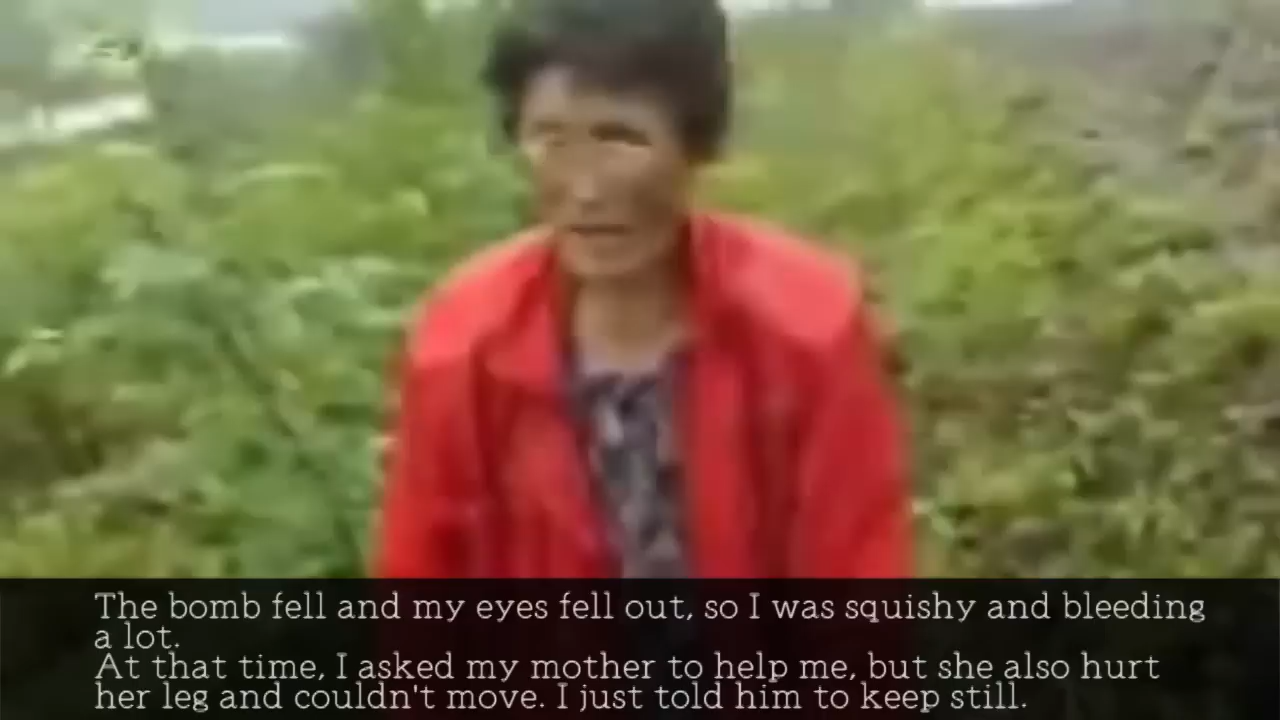 The bomb fell and my eyes fell out, so I was squishy and bleeding
a lot.
At that time, I asked my mother to help me, but she also hurt
her leg and couldn't move. I just told him to keep still.